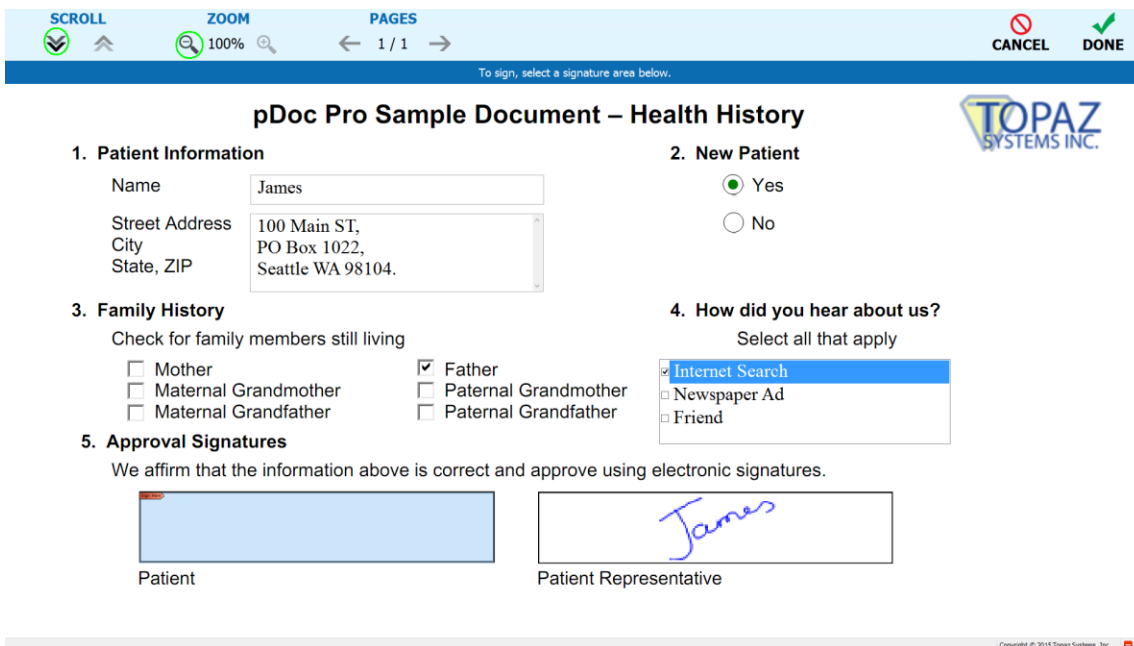 SCROLL ZOOM PAGES
100% 1 / 1
CANCEL DONE
To sign, select a signature area below.
pDoc Pro Sample Document – Health History
TOPAZ
SYSTEMS INC.
1. Patient Information
Name James
Street Address
City
State, ZIP
100 Main ST,
PO Box 1022,
Seattle WA 98104.
2. New Patient
Yes
No
3. Family History
Check for family members still living
Mother Father
Maternal Grandmother Paternal Grandmother
Maternal Grandfather Paternal Grandfather
4. How did you hear about us?
Select all that apply
Internet Search
Newspaper Ad
Friend
5. Approval Signatures
We affirm that the information above is correct and approve using electronic signatures.
James
Patient Patient Representative
Copyright © 2015 Topaz Systems, Inc.